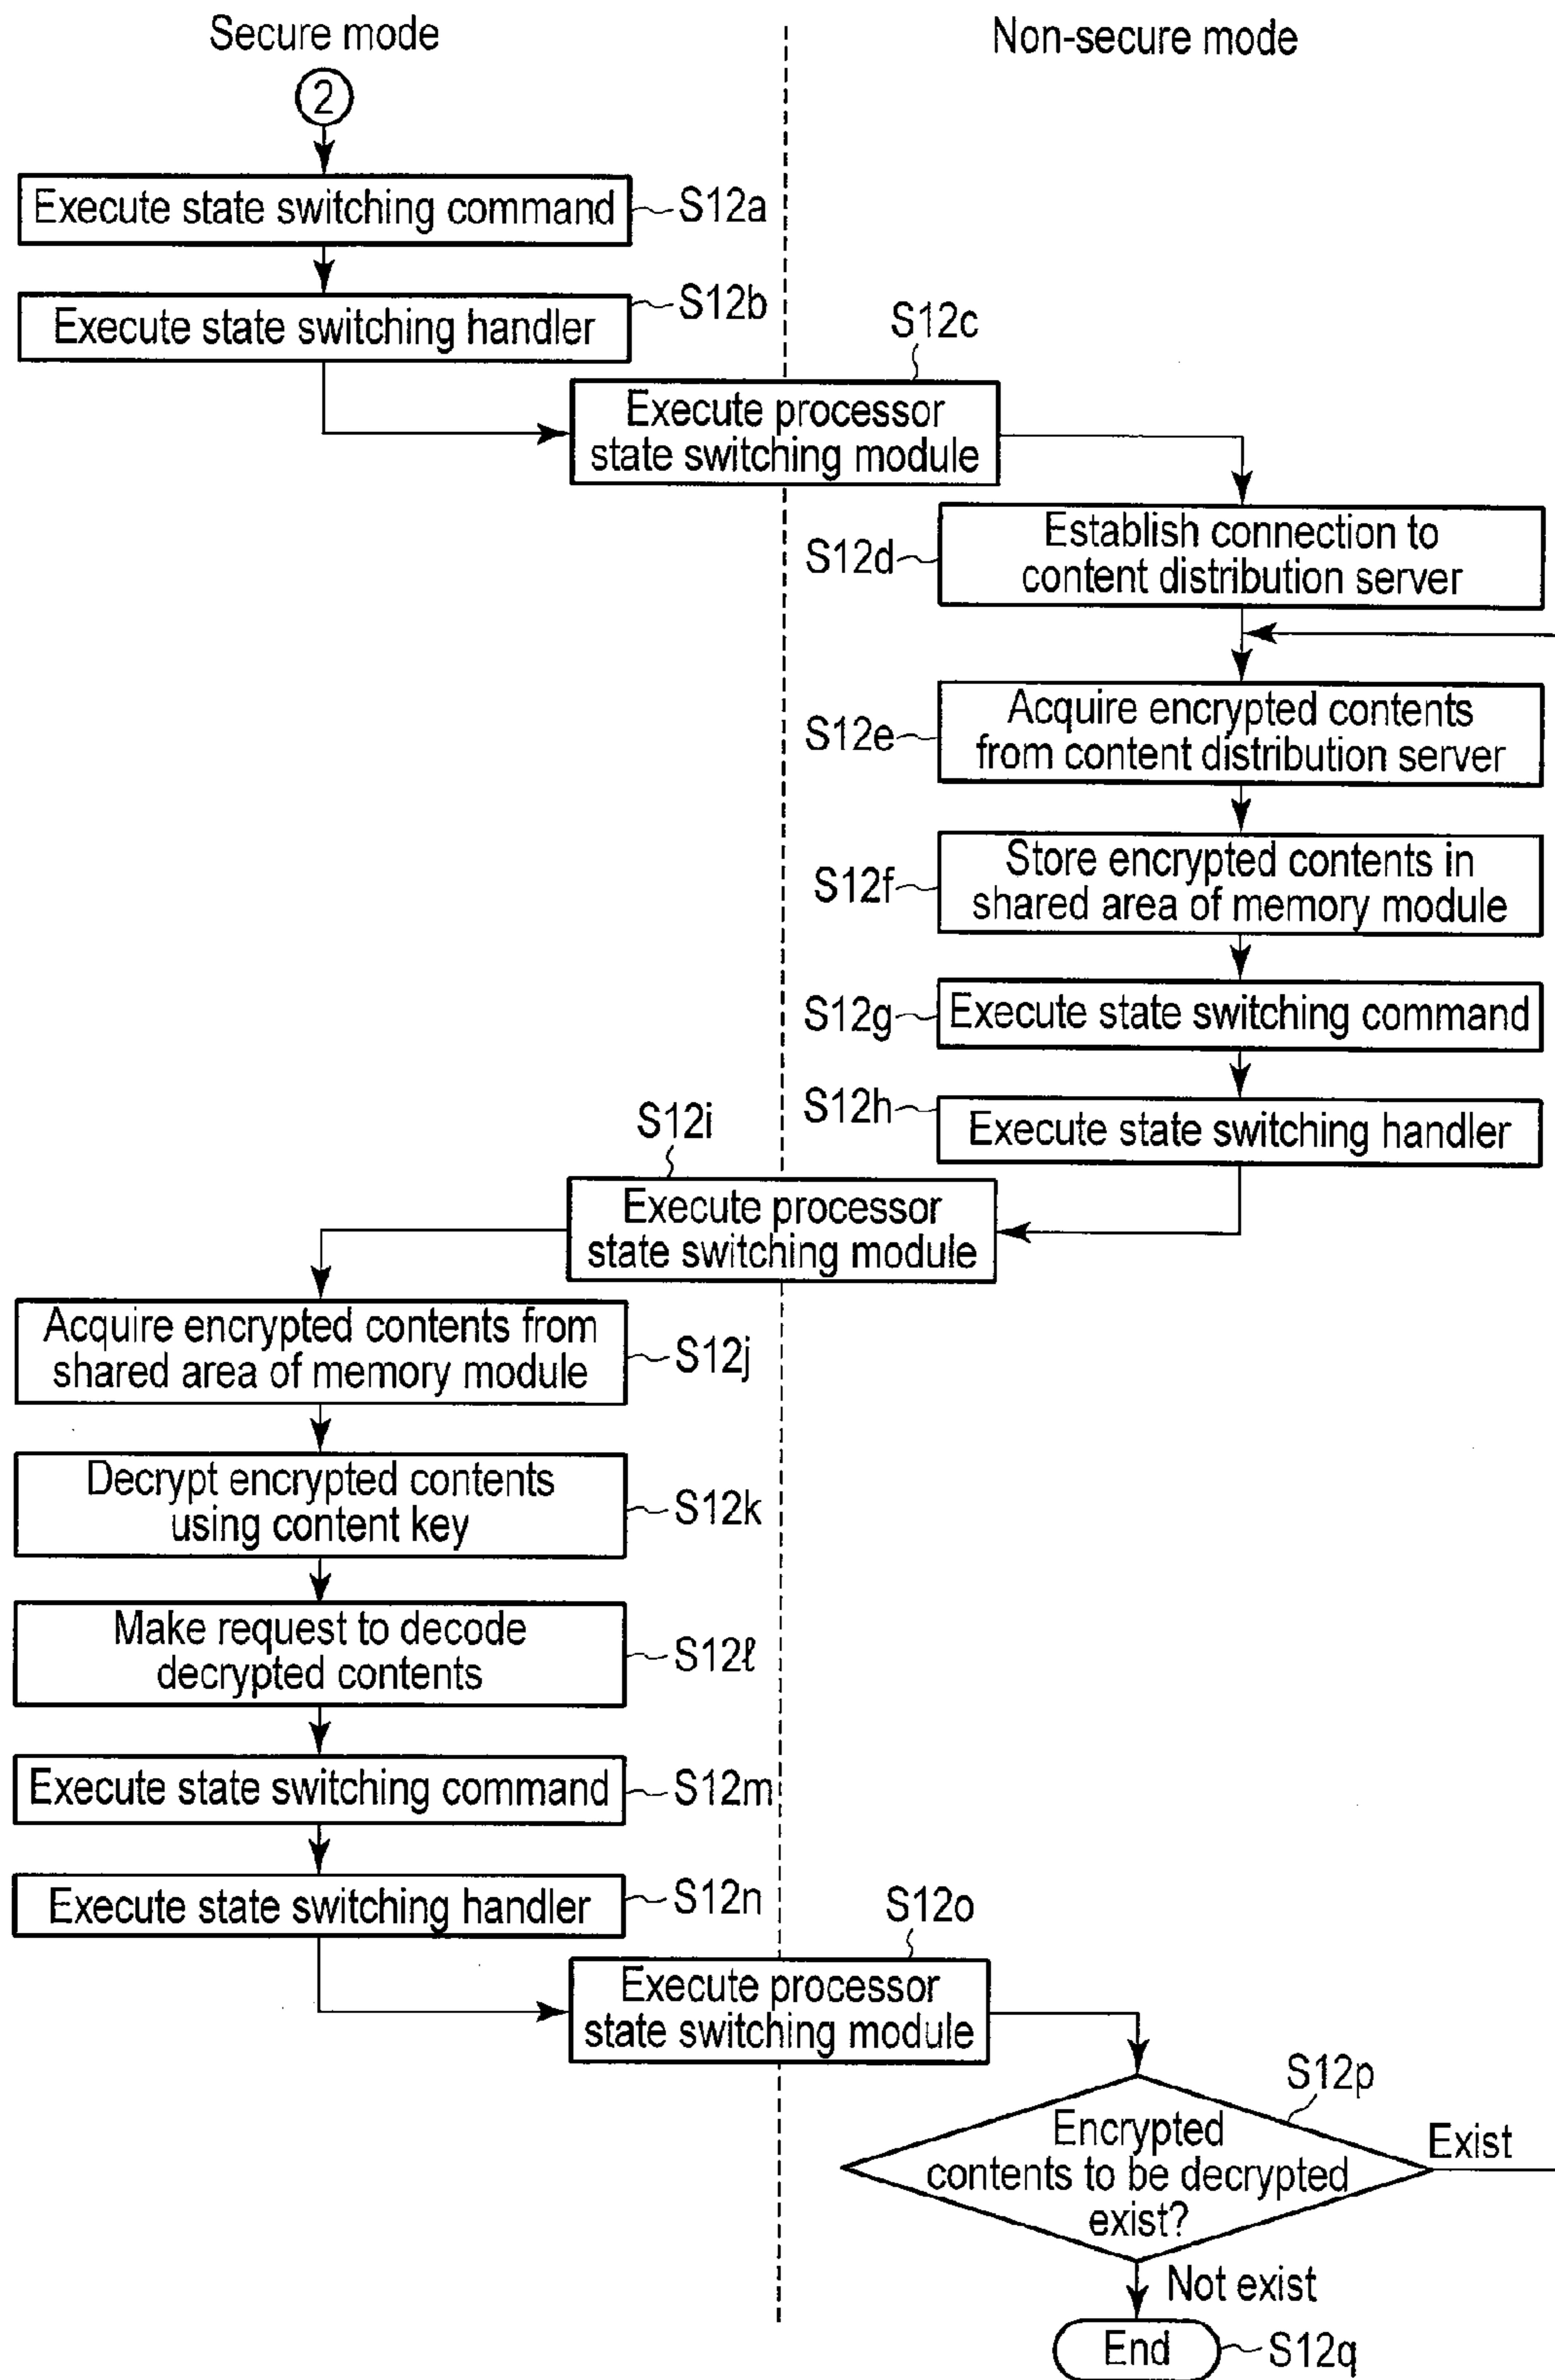 Secure mode
Non-secure mode
2
Execute state switching command
S12a
Execute state switching handler
S12b
S12c
Execute processor
state switching module
S12d
Establish connection to
content distribution server
S12e
Acquire encrypted contents
from content distribution server
S12f
Store encrypted contents in
shared area of memory module
S12g
Execute state switching command
S12h
Execute state switching handler
S12i
Execute processor
state switching module
Acquire encrypted contents from
shared area of memory module
S12j
Decrypt encrypted contents
using content key
S12k
Make request to decode
decrypted contents
S12ℓ
Execute state switching command
S12m
Execute state switching handler
S12n
S12o
Execute processor
state switching module
S12p
Encrypted
contents to be decrypted
exist?
Exist
Not exist
End
S12q